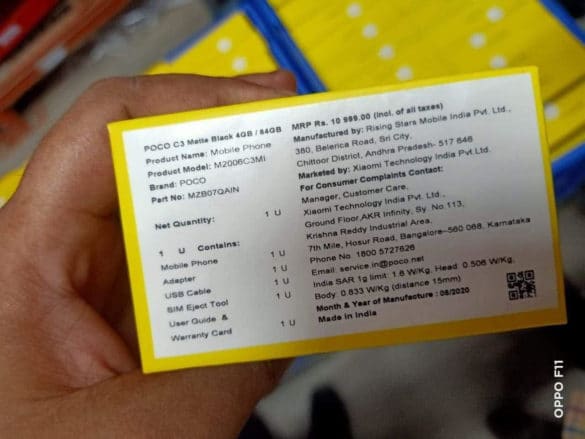 POCO C3 Matte Black 4GB / 64GB
Product Name: Mobile Phone
Product Model: M2006C3MI
Brand: POCO
Part No: MZB07QAIN
Net Quantity: 1 U
1 U Contains:
Mobile Phone 1 U
Adapter 1 U
USB Cable 1 U
SIM Eject Tool
User Guide &
Warranty Card 1 U
MRP Rs. 10 999.00 (Incl. of all taxes)
Manufactured by: Rising Stars Mobile India Pvt. Ltd.,
380, Belerica Road, Sri City,
Chittoor District, Andhra Pradesh- 517 646
Marketed by: Xiaomi Technology India Pvt.Ltd.
For Consumer Complaints Contact:
Manager, Customer Care,
Xiaomi Technology India Pvt. Ltd.,
Ground Floor,AKR Infinity, Sy. No.113,
Krishna Reddy Industrial Area,
7th Mile, Hosur Road, Bangalore-560 068, Karnataka
Phone No. 1800 5727626
Email: service.in@poco.net
India SAR 1g limit: 1.6 W/Kg, Head: 0.506 W/Kg,
Body: 0.833 W/Kg (distance 15mm)
Month & Year of Manufacture : 08/2020
Made in India
OPPO F11